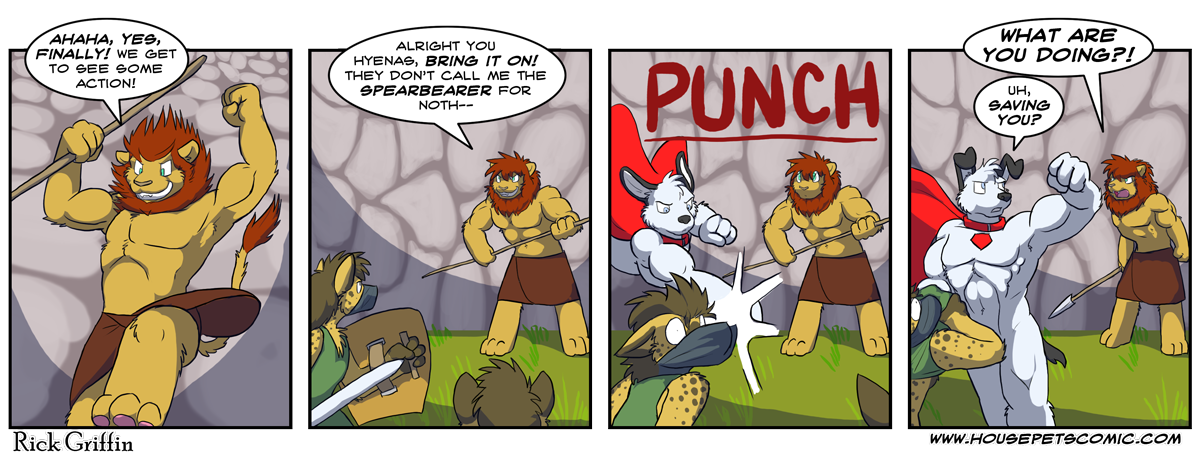 AHAHA, YES,
FINALLY! WE GET
TO SEE SOME
ACTION!
ALRIGHT YOU
HYENAS, BRING IT ON!
THEY DON'T CALL ME THE
SPEARBEARER FOR
NOTH--
PUNCH
WHAT ARE
YOU DOING?!
UH,
SAVING
YOU?
Rick Griffin
WWW.HOUSEPETSCOMIC.COM